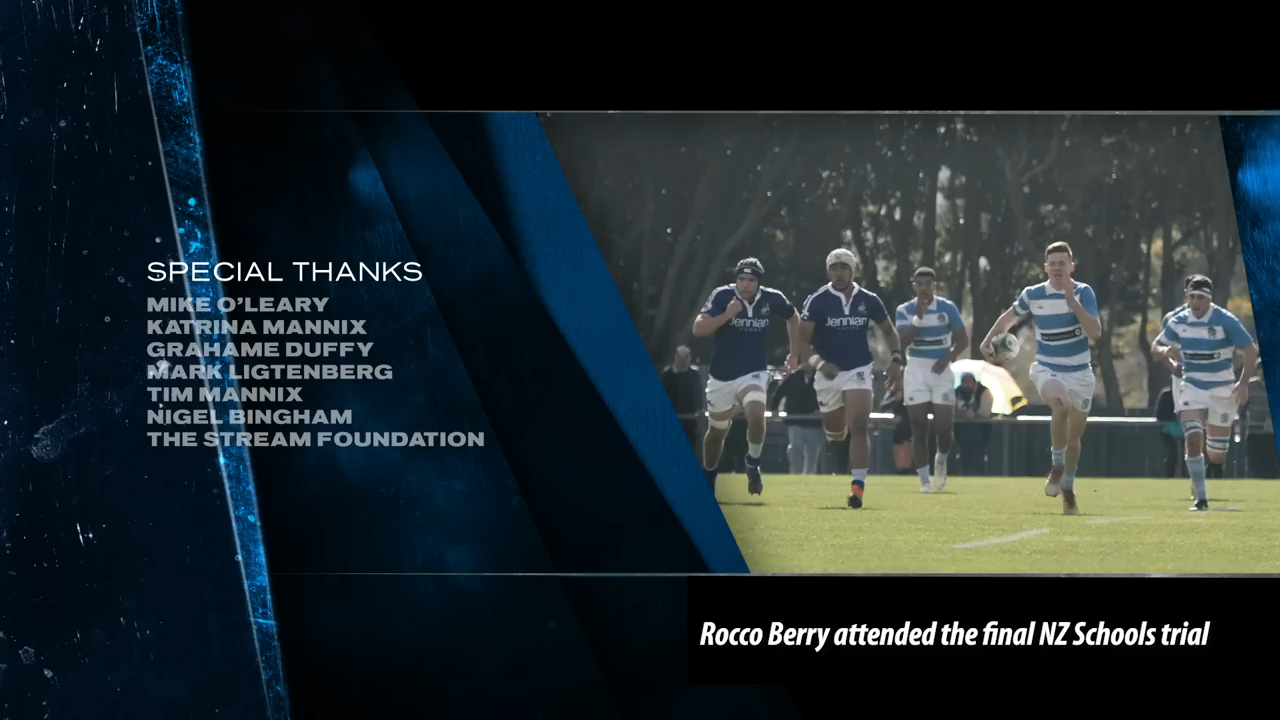 SPECIAL THANKS
MIKE O'LEARY
KATRINA MANNIX
GRAHAME DUFFY
MARK LIGTENBERG
TIM MANNIX
NIGEL BINGHAM
THE STREAM FOUNDATION
Jennian
Jennian
Rocco Berry attended the final NZ Schools trial